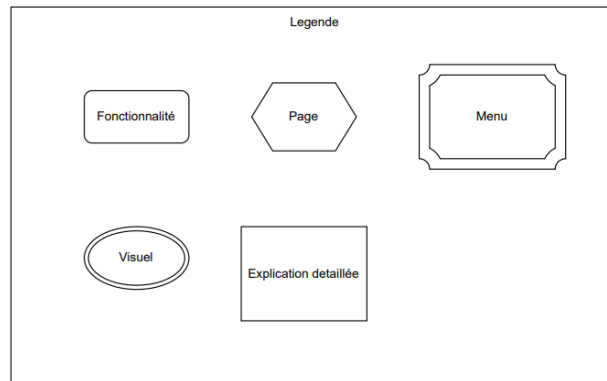 Legende
Fonctionnalité
Page
Menu
Visuel
Explication detaillée